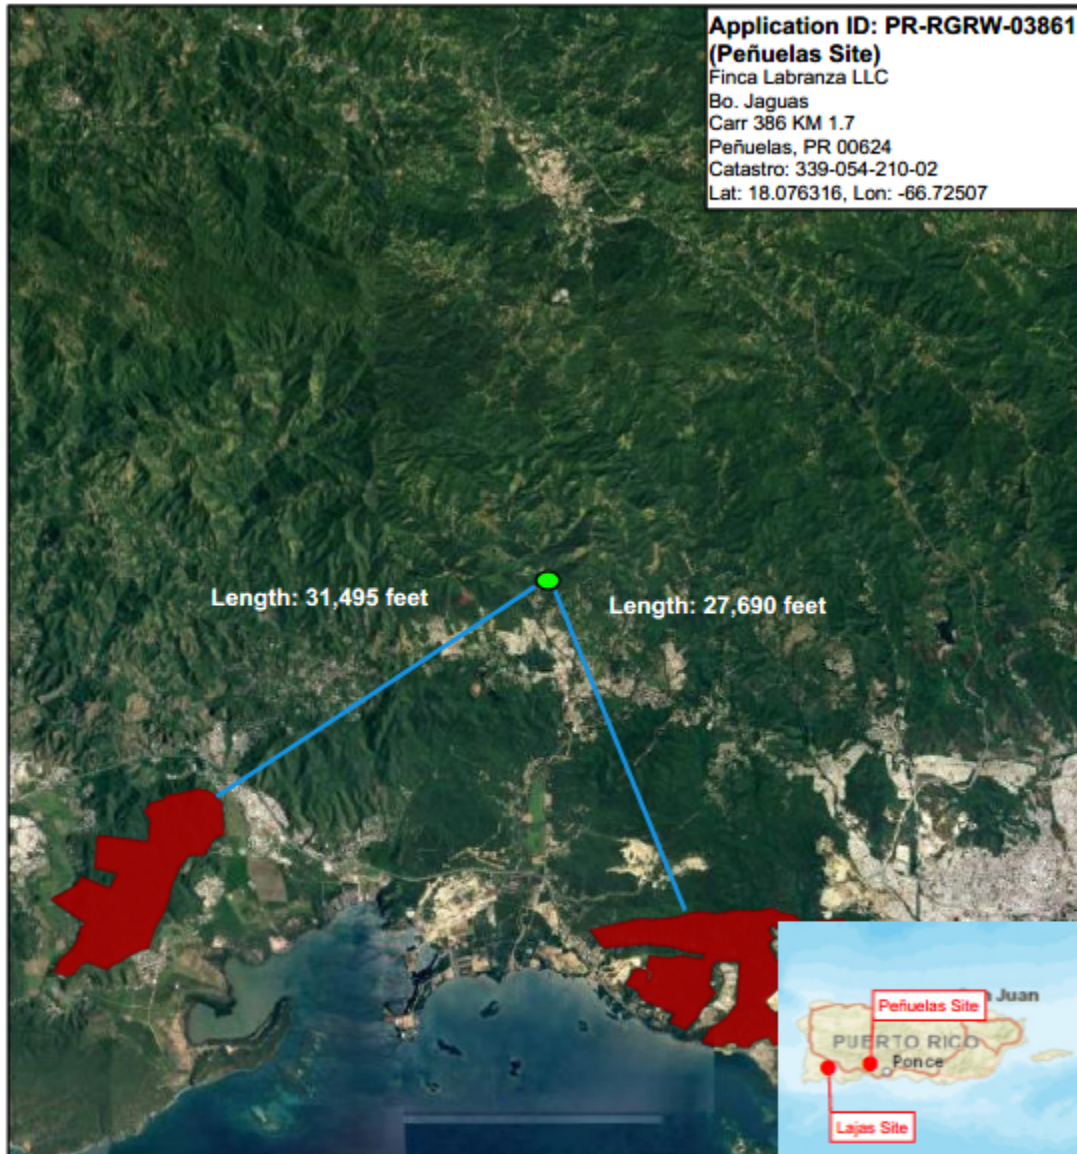 Application ID: PR-RGRW-03861
(Peñuelas Site)
Finca Labranza LLC
Bo. Jaguas
Carr 386 KM 1.7
Peñuelas, PR 00624
Catastro: 339-054-210-02
Lat: 18.076316, Lon: -66.72507
Length: 31,495 feet
Length: 27,690 feet
Juan
Peñuelas Site
PUERTO RICO
Ponce
Lajas Site